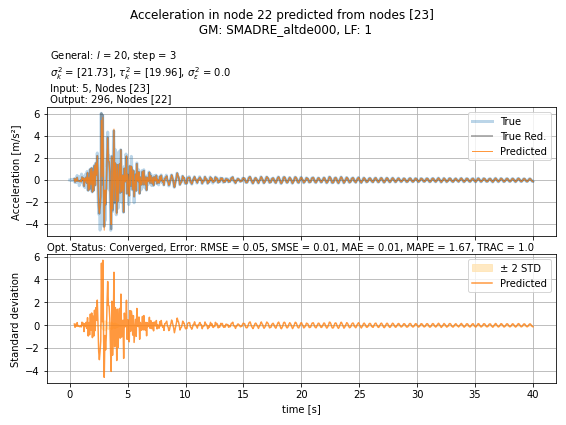 Acceleration in node 22 predicted from nodes [23]
GM: SMADRE_altde000, LF: 1
General: l = 20, step = 3
σ²ₖ = [21.73], τ²ₖ = [19.96], σ²ₑ = 0.0
Input: 5, Nodes [23]
Output: 296, Nodes [22]
Acceleration [m/s²]
6
4
2
0
−2
−4
True
True Red.
Predicted
Opt. Status: Converged, Error: RMSE = 0.05, SMSE = 0.01, MAE = 0.01, MAPE = 1.67, TRAC = 1.0
Standard deviation
6
4
2
0
−2
−4
± 2 STD
Predicted
0 5 10 15 20 25 30 35 40
time [s]